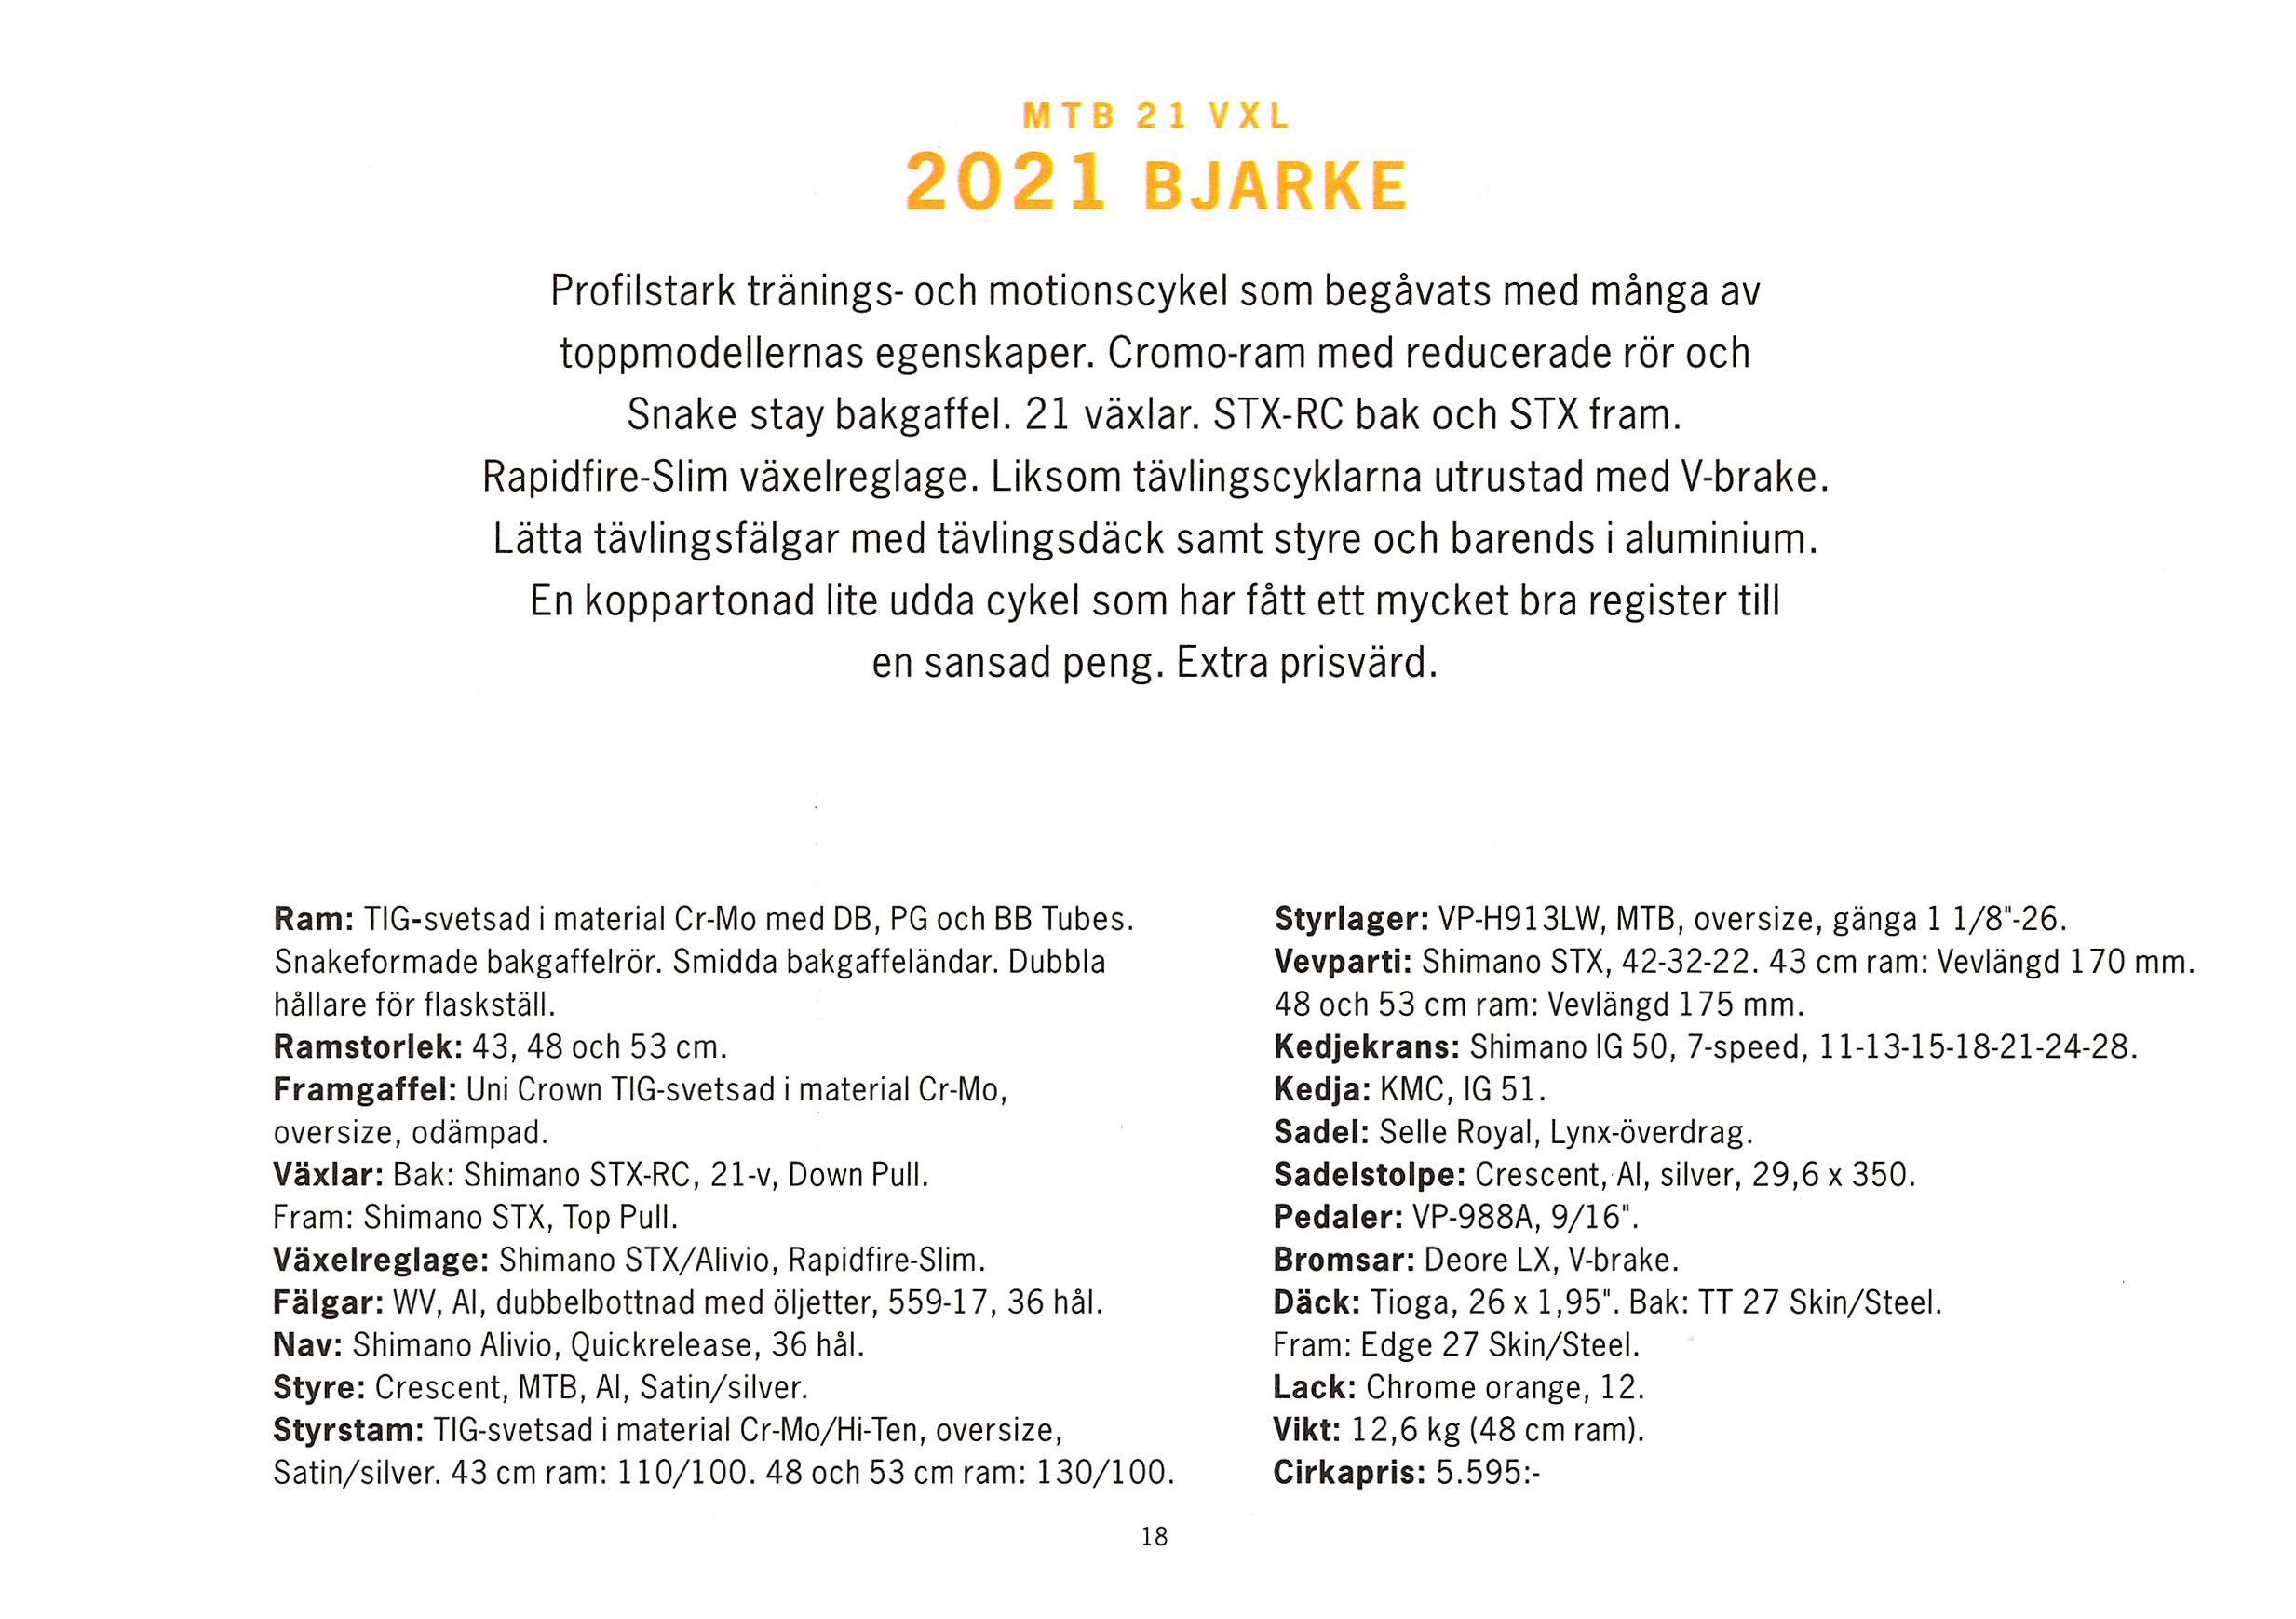 MTB 21 VXL
2021 BJARKE
Profilstark tränings- och motionscykel som begåvats med många av
toppmodellernas egenskaper. Cromo-ram med reducerade rör och
Snake stay bakgaffel. 21 växlar. STX-RC bak och STX fram.
Rapidfire-Slim växelreglage. Liksom tävlingscyklarna utrustad med V-brake.
Lätta tävlingsfälgar med tävlingsdäck samt styre och barends i aluminium.
En koppartonad lite udda cykel som har fått ett mycket bra register till
en sansad peng. Extra prisvärd.
Ram: TIG-svetsad i material Cr-Mo med DB, PG och BB Tubes.
Snakeformade bakgaffelrör. Smidda bakgaffeländar. Dubbla
hållare för flaskställ.
Ramstorlek: 43, 48 och 53 cm.
Framgaffel: Uni Crown TIG-svetsad i material Cr-Mo,
oversize, odämpad.
Växlar: Bak: Shimano STX-RC, 21-v, Down Pull.
Fram: Shimano STX, Top Pull.
Växelreglage: Shimano STX/Alivio, Rapidfire-Slim.
Fälgar: WV, Al, dubbelbottnad med öljetter, 559-17, 36 hål.
Nav: Shimano Alivio, Quickrelease, 36 hål.
Styre: Crescent, MTB, Al, Satin/silver.
Styrstam: TIG-svetsad i material Cr-Mo/Hi-Ten, oversize,
Satin/silver. 43 cm ram: 110/100. 48 och 53 cm ram: 130/100.
Styrlager: VP-H913LW, MTB, oversize, gänga 1 1/8"-26.
Vevparti: Shimano STX, 42-32-22. 43 cm ram: Vevlängd 170 mm.
48 och 53 cm ram: Vevlängd 175 mm.
Kedjekrans: Shimano IG 50, 7-speed, 11-13-15-18-21-24-28.
Kedja: KMC, IG 51.
Sadel: Selle Royal, Lynx-överdrag.
Sadelstolpe: Crescent, Al, silver, 29,6 x 350.
Pedaler: VP-988A, 9/16".
Bromsar: Deore LX, V-brake.
Däck: Tioga, 26 x 1,95". Bak: TT 27 Skin/Steel.
Fram: Edge 27 Skin/Steel.
Lack: Chrome orange, 12.
Vikt: 12,6 kg (48 cm ram).
Cirkapris: 5.595:-
18